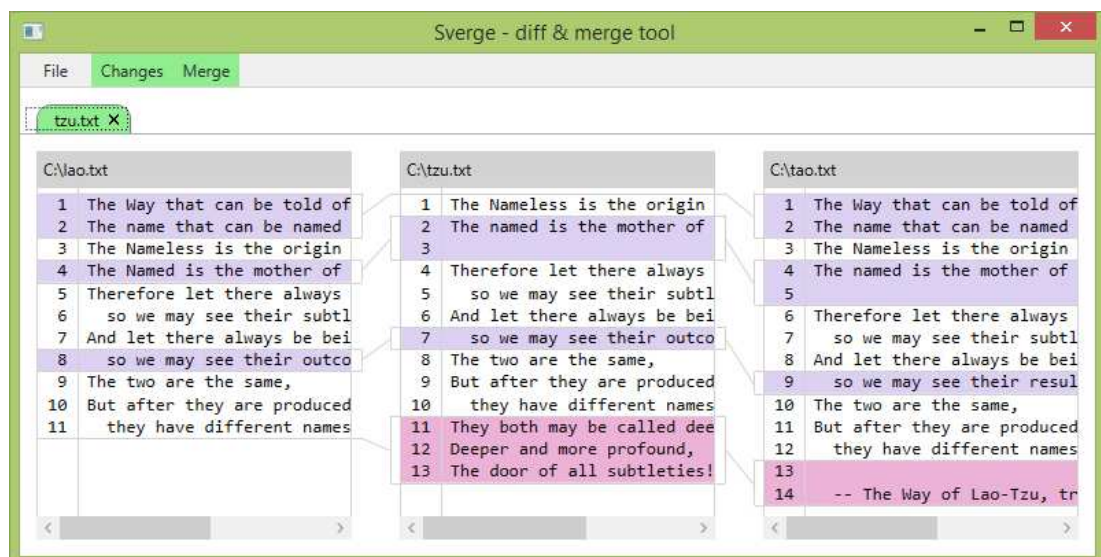 Sverge - diff & merge tool
File Changes Merge
tzu.txt
C:\lao.txt
1 The Way that can be told of
2 The name that can be named
3 The Nameless is the origin
4 The Named is the mother of
5 Therefore let there always
6 so we may see their subtl
7 And let there always be bei
8 so we may see their outco
9 The two are the same,
10 But after they are produced
11 they have different names
C:\tzu.txt
1 The Nameless is the origin
2 The named is the mother of
3
4 Therefore let there always
5 so we may see their subtl
6 And let there always be bei
7 so we may see their outco
8 The two are the same,
9 But after they are produced
10 they have different names
11 They both may be called dee
12 Deeper and more profound,
13 The door of all subtleties!
C:\tao.txt
1 The Way that can be told of
2 The name that can be named
3 The Nameless is the origin
4 The named is the mother of
5
6 Therefore let there always
7 so we may see their subtl
8 And let there always be bei
9 so we may see their resul
10 The two are the same,
11 But after they are produced
12 they have different names
13
14 -- The Way of Lao-Tzu, tr